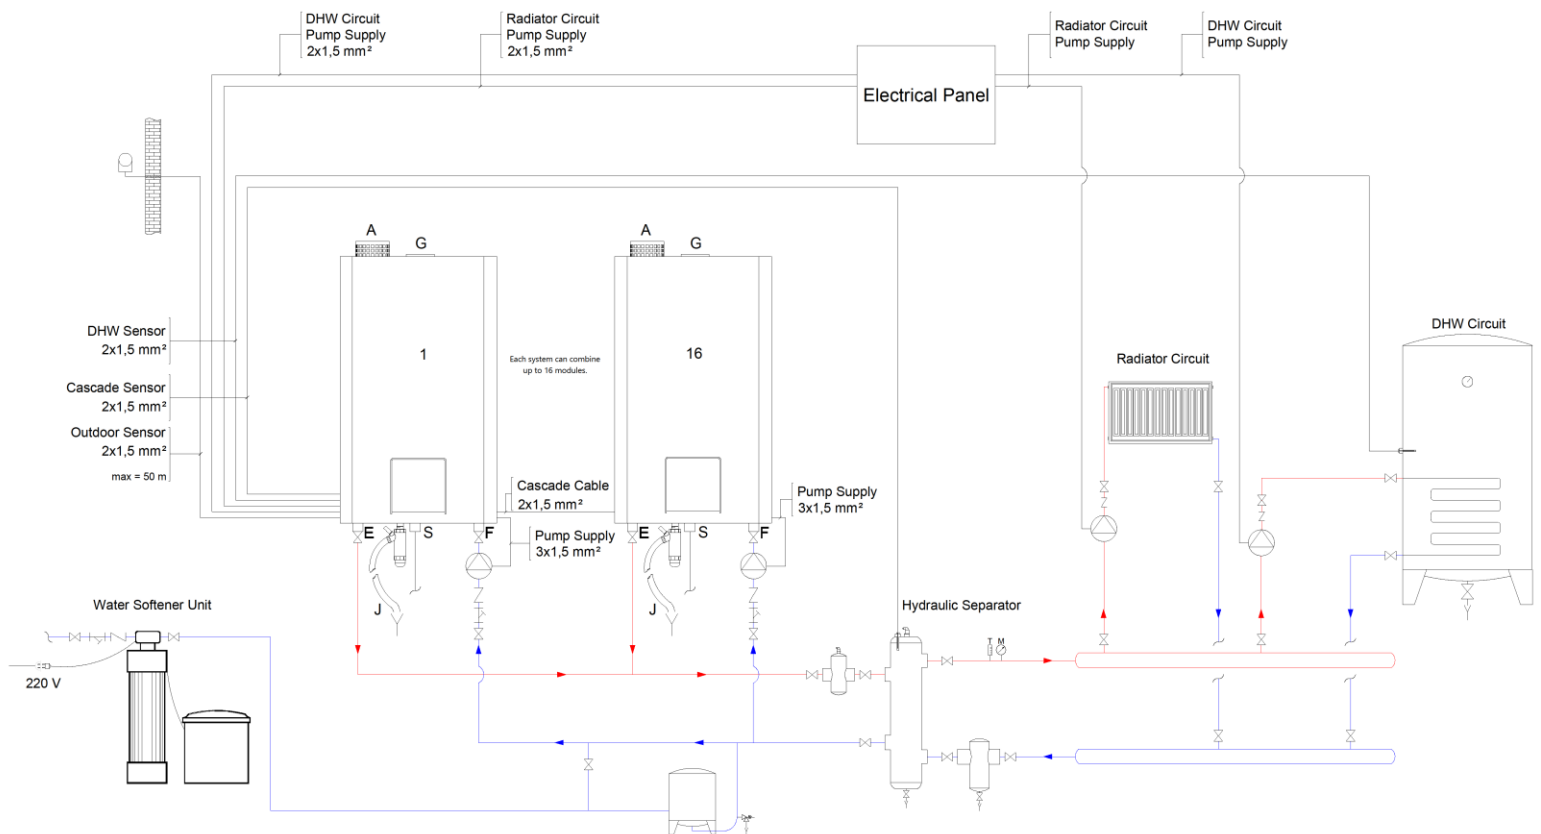 DHW Circuit
Pump Supply
2x1,5 mm²
Radiator Circuit
Pump Supply
2x1,5 mm²
Radiator Circuit
Pump Supply
DHW Circuit
Pump Supply
Electrical Panel
A
G
A
G
DHW Sensor
2x1,5 mm²
Cascade Sensor
2x1,5 mm²
Outdoor Sensor
2x1,5 mm²
max = 50 m
1
Each system can combine
up to 16 modules.
16
Radiator Circuit
DHW Circuit
Cascade Cable
2x1,5 mm²
Pump Supply
3x1,5 mm²
E
S
F
Pump Supply
3x1,5 mm²
E
S
F
J
J
Water Softener Unit
220 V
Hydraulic Separator
T
M